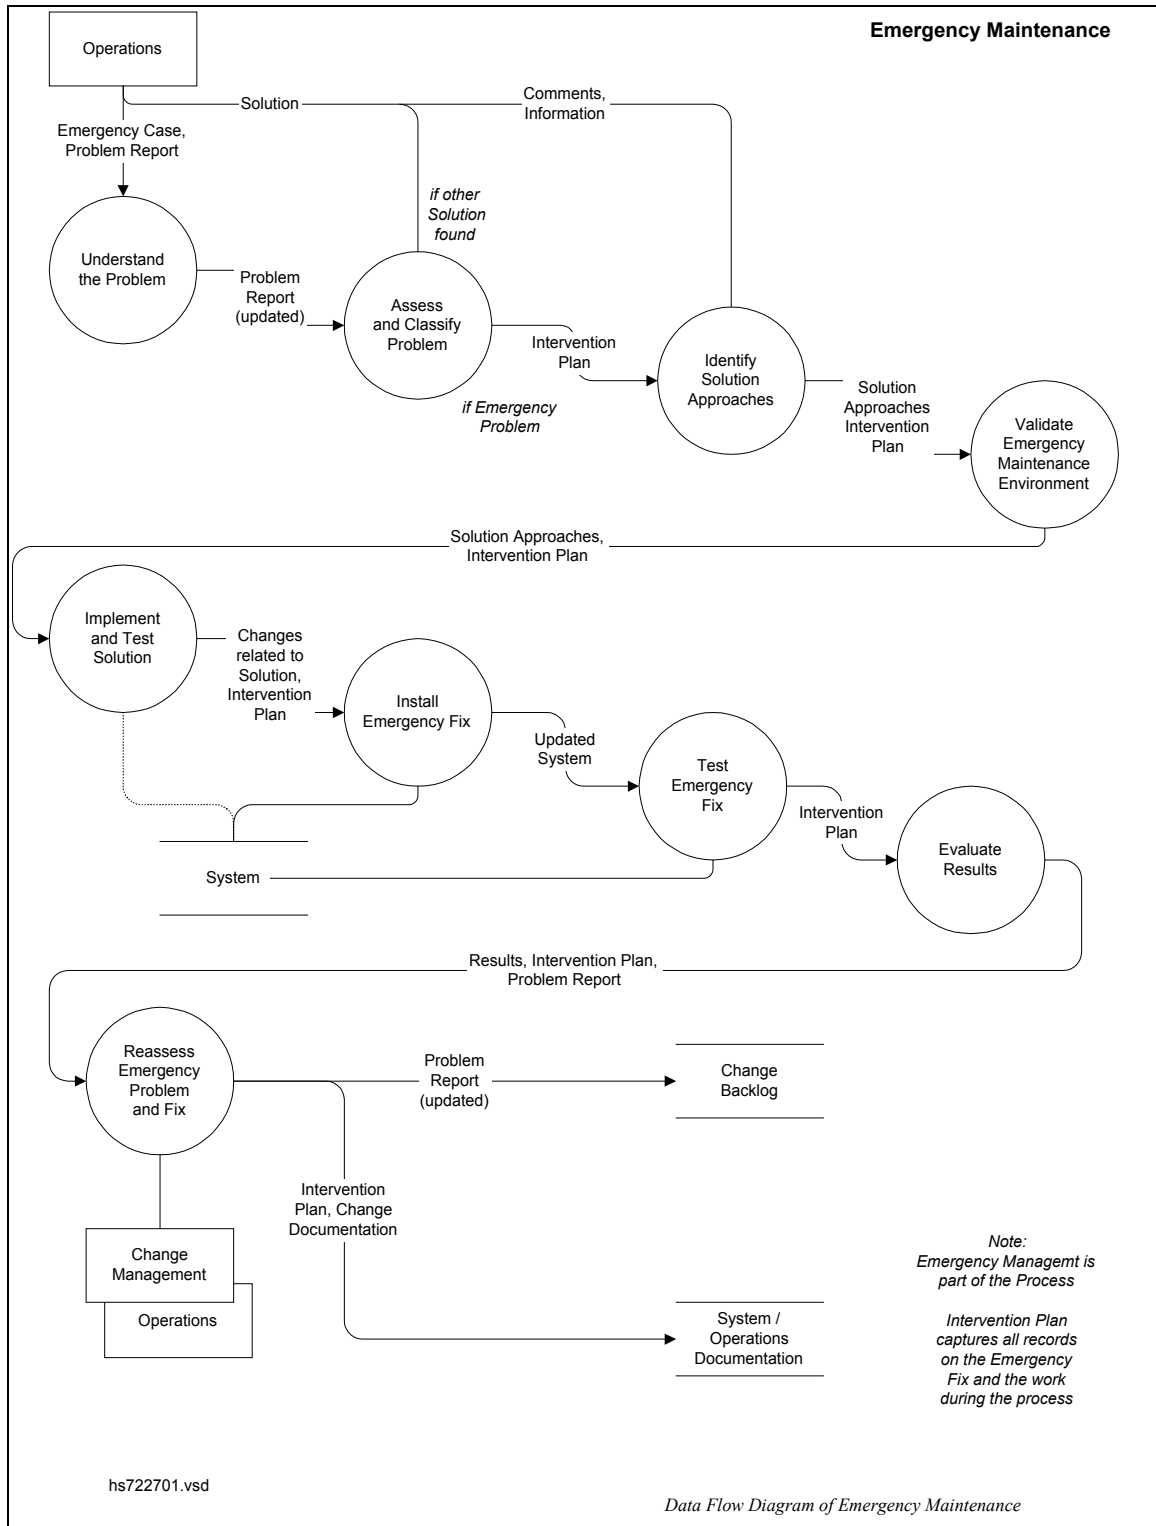 Emergency Maintenance
Operations
Solution
Comments,
Information
Emergency Case,
Problem Report
if other
Solution
found
Understand
the Problem
Problem
Report
(updated)
Assess
and Classify
Problem
Intervention
Plan
if Emergency
Problem
Identify
Solution
Approaches
Solution
Approaches
Intervention
Plan
Validate
Emergency
Maintenance
Environment
Solution Approaches,
Intervention Plan
Implement
and Test
Solution
Changes
related to
Solution,
Intervention
Plan
Install
Emergency Fix
Updated
System
Test
Emergency
Fix
Intervention
Plan
Evaluate
Results
System
Results, Intervention Plan,
Problem Report
Reassess
Emergency
Problem
and Fix
Problem
Report
(updated)
Change
Backlog
Intervention
Plan, Change
Documentation
Change
Management
Operations
System /
Operations
Documentation
Note:
Emergency Managemt is
part of the Process
Intervention Plan
captures all records
on the Emergency
Fix and the work
during the process
hs722701.vsd
Data Flow Diagram of Emergency Maintenance